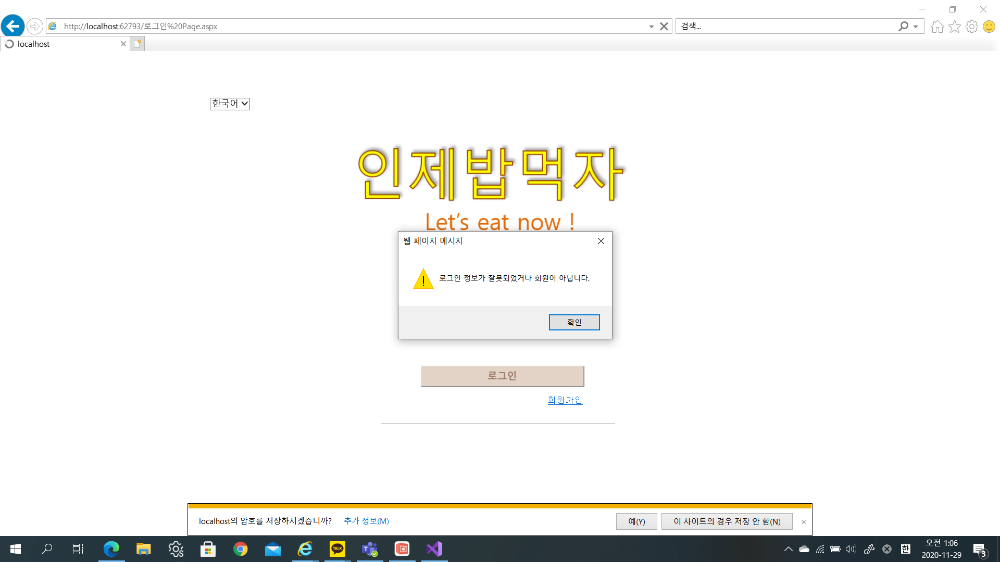 http://localhost:62793/로그인%20Page.aspx
검색...
localhost
한국어
인제밥먹자
Let's eat now !
웹 페이지 메시지
로그인 정보가 잘못되었거나 회원이 아닙니다.
확인
로그인
회원가입
localhost의 암호를 저장하시겠습니까? 추가 정보(M) 예(Y) 이 사이트의 경우 저장 안 함(N)
TALK
한
오전 1:06
2020-11-29
3